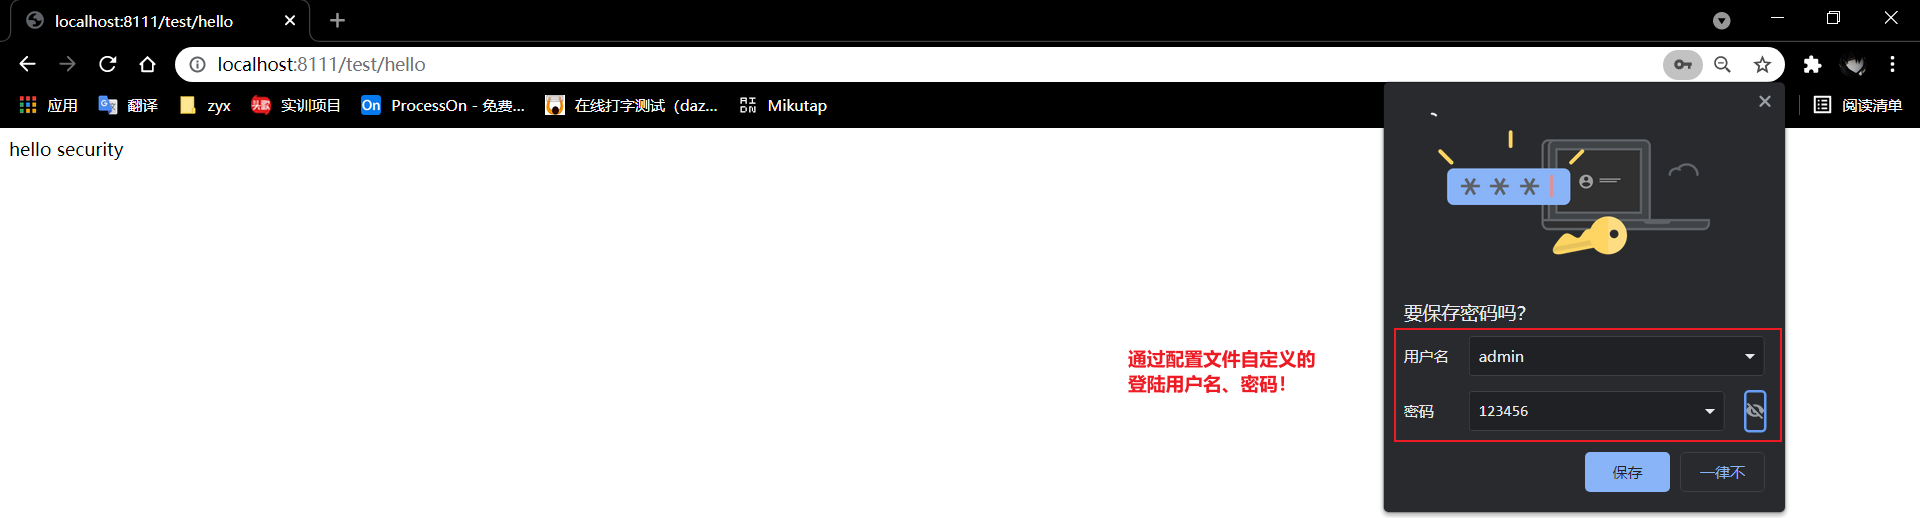 localhost:8111/test/hello
localhost:8111/test/hello
应用 翻译 zyx 头歌 实训项目 On ProcessOn - 免费... 在线打字测试（daz... Mikutap 阅读清单
hello security
***
要保存密码吗？
通过配置文件自定义的
登陆用户名、密码！
用户名 admin
密码 123456
保存 一律不